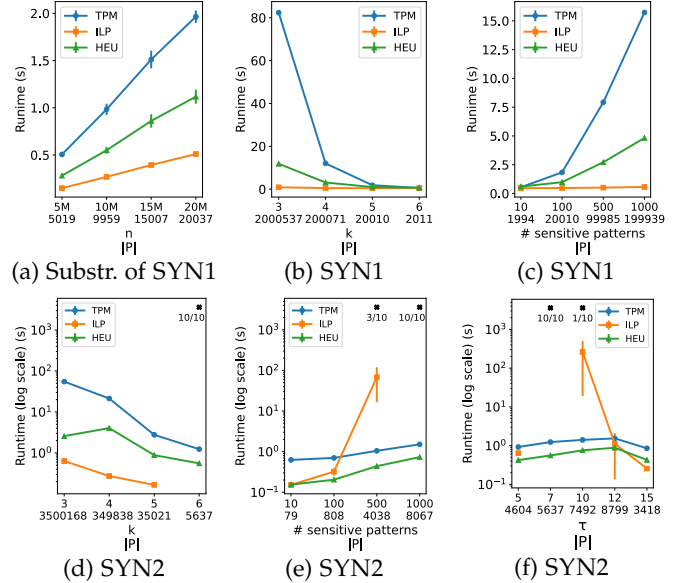 TPM
ILP
HEU
Runtime (s)
2.0
1.5
1.0
0.5
5M 10M 15M 20M
5019 9959 15007 20037
n
|P|
(a) Substr. of SYN1
TPM
ILP
HEU
Runime (s)
80
60
40
20
0
3 4 5 6
2000537 200071 20010 2011
k
|P|
(b) SYN1
TPM
ILP
HEU
Runime (s)
15.0
12.5
10.0
7.5
5.0
2.5
0.0
10 100 500 1000
1994 20010 99985 199939
# sensitive patterns
|P|
(c) SYN1
TPM
ILP
HEU
10/10
Runtime (log scale) (s)
10³
10²
10¹
10⁰
3 4 5 6
3500168 349838 35021 5637
k
|P|
(d) SYN2
TPM
ILP
HEU
3/10 10/10
Runtime (log scale) (s)
10³
10²
10¹
10⁰
10⁻¹
10 100 500 1000
79 808 4038 8067
# sensitive patterns
|P|
(e) SYN2
TPM
ILP
HEU
10/10 1/10
Runtime (log scale) (s)
10³
10²
10¹
10⁰
10⁻¹
5 7 10 12 15
4604 5637 7492 8799 3418
τ
|P|
(f) SYN2